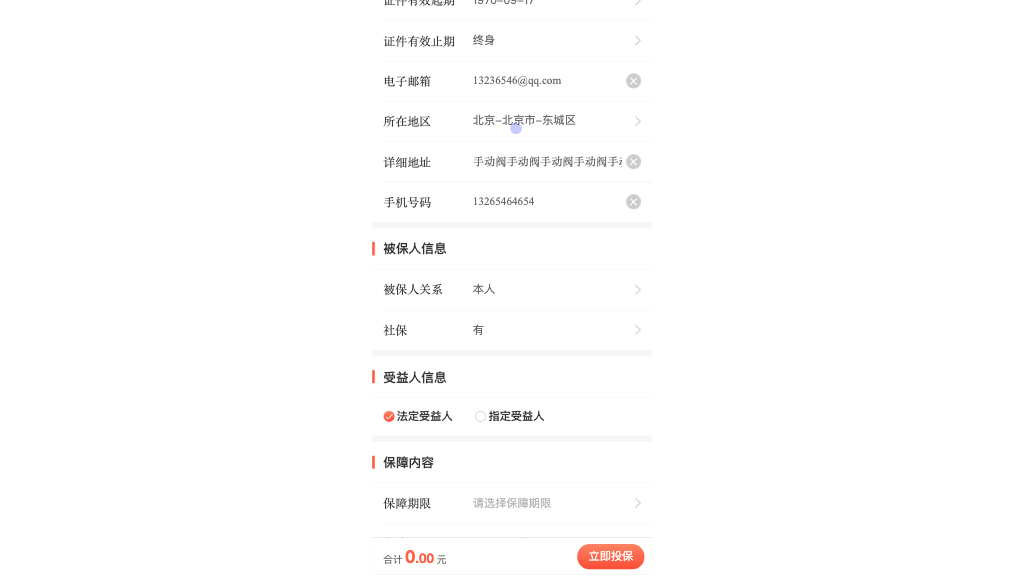 证件有效起期 1970-09-17
证件有效止期 终身
电子邮箱 13236546@qq.com
所在地区 北京-北京市-东城区
详细地址 手动阀手动阀手动阀手动阀手
手机号码 13265464654
被保人信息
被保人关系 本人
社保 有
受益人信息
法定受益人 指定受益人
保障内容
保障期限 请选择保障期限
合计 0.00 元 立即投保